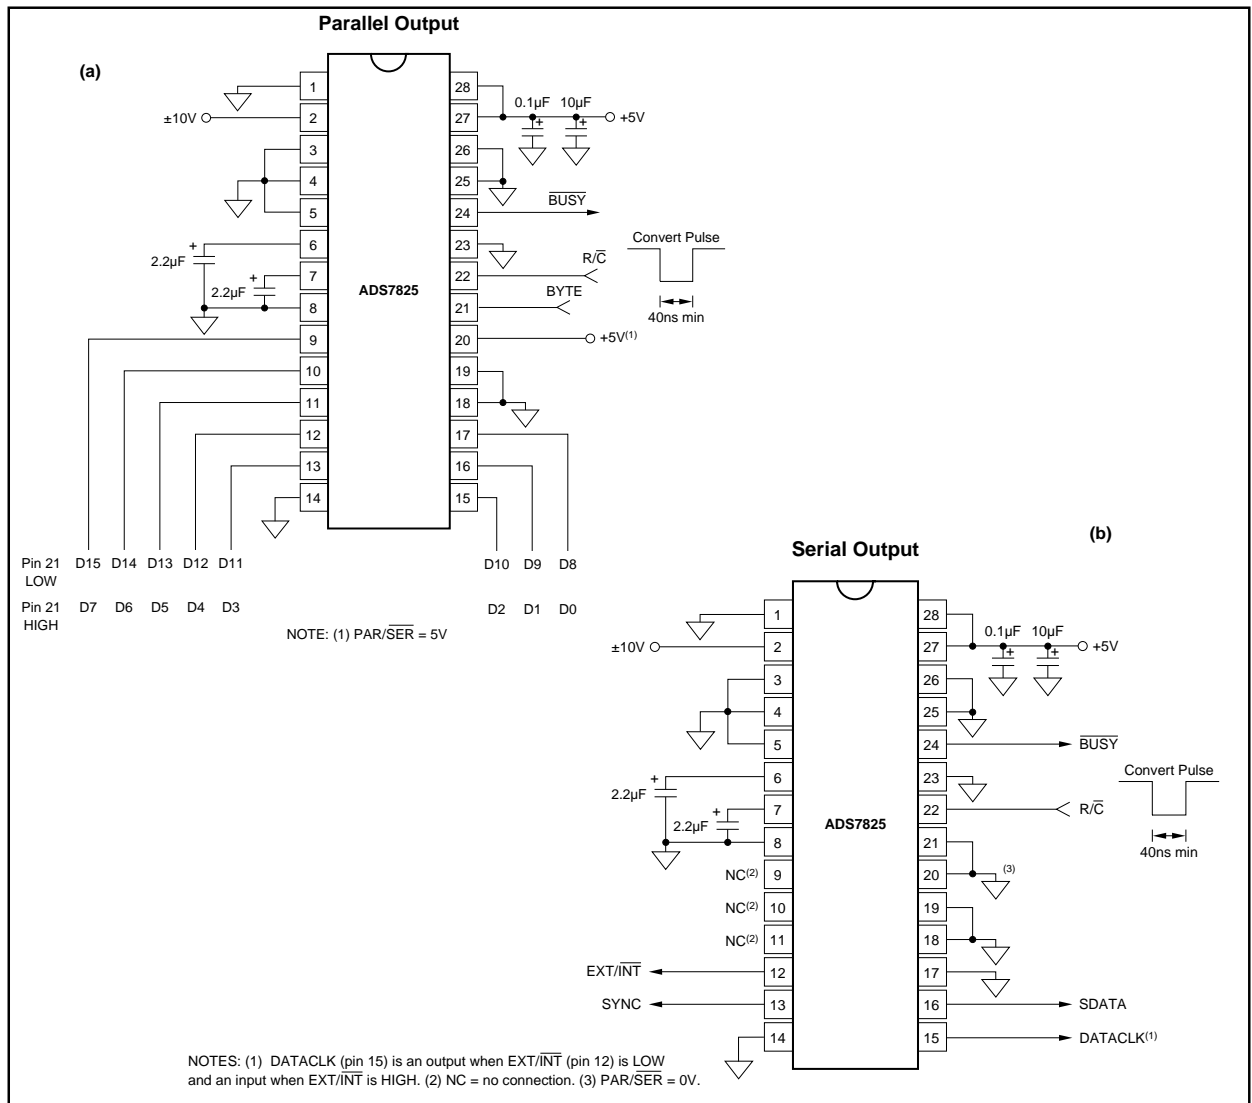 Parallel Output
(a)
1 28
0.1µF 10µF
±10V 2 27 +5V
3 26
4 25
BUSY
5 24
Convert Pulse
+ 6 23
2.2µF
R/C
+ 7 22
2.2µF
ADS7825
BYTE
8 21
40ns min
9 20 +5V(1)
10 19
11 18
12 17
13 16
14 15
Pin 21 D15 D14 D13 D12 D11 D10 D9 D8
LOW
Pin 21 D7 D6 D5 D4 D3 D2 D1 D0
HIGH
NOTE: (1) PAR/SER = 5V
(b)
Serial Output
1 28
0.1µF 10µF
±10V 2 27 + + +5V
3 26
4 25
5 24 BUSY
Convert Pulse
+ 6 23
2.2µF
+ 7 22 R/C
2.2µF
ADS7825
8 21
40ns min
NC(2) 9 20 (3)
NC(2) 10 19
NC(2) 11 18
EXT/INT 12 17
SYNC 13 16 SDATA
14 15 DATACLK(1)
NOTES: (1) DATACLK (pin 15) is an output when EXT/INT (pin 12) is LOW
and an input when EXT/INT is HIGH. (2) NC = no connection. (3) PAR/SER = 0V.